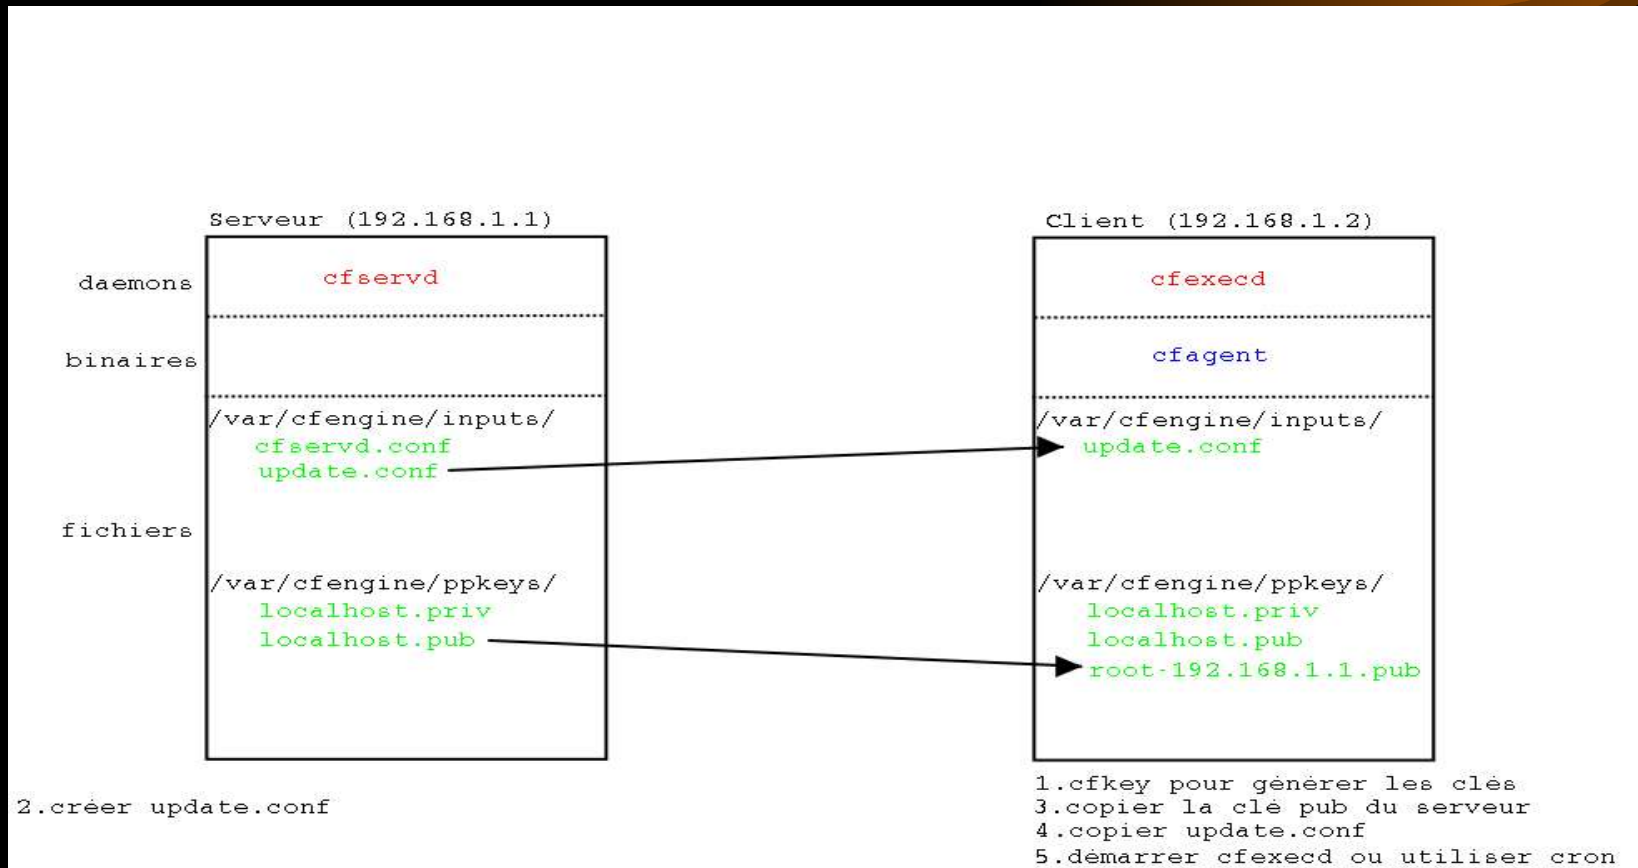 Serveur (192.168.1.1)
daemons
cfservd
binaires
/var/cfengine/inputs/
cfservd.conf
update.conf
fichiers
/var/cfengine/ppkeys/
localhost.priv
localhost.pub
2.créer update.conf
Client (192.168.1.2)
cfexecd
cfagent
/var/cfengine/inputs/
update.conf
/var/cfengine/ppkeys/
localhost.priv
localhost.pub
root-192.168.1.1.pub
1.cfkey pour générer les clés
3.copier la clé pub du serveur
4.copier update.conf
5.démarrer cfexecd ou utiliser cron